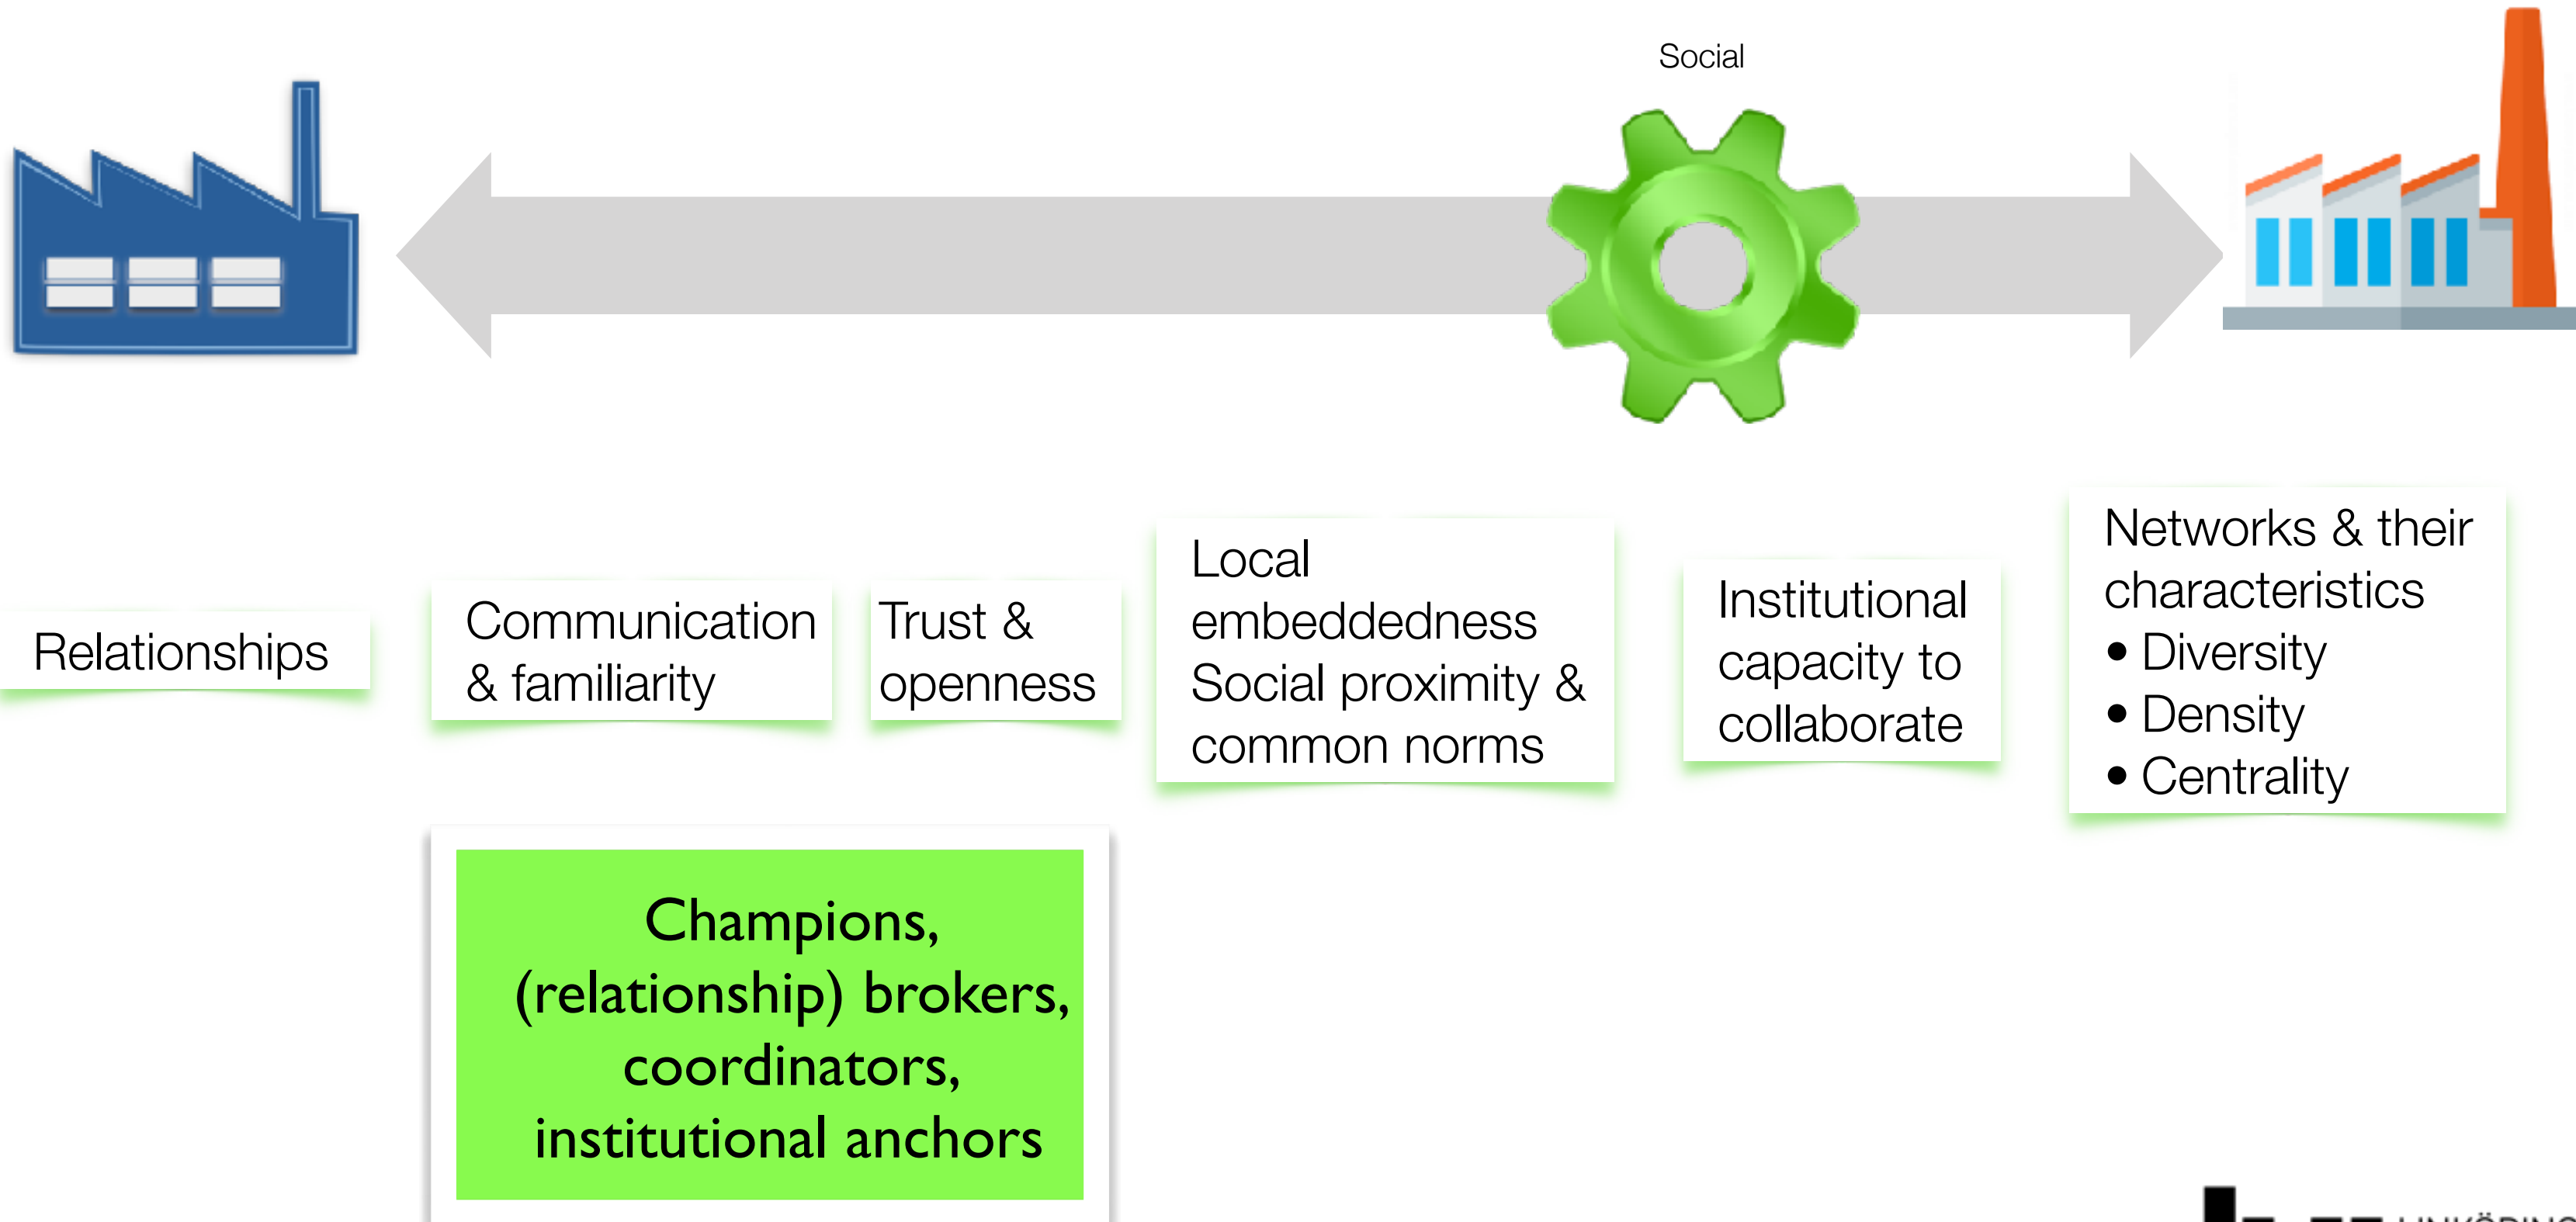 Social
Relationships
Communication
& familiarity
Trust &
openness
Local
embeddedness
Social proximity &
common norms
Institutional
capacity to
collaborate
Networks & their
characteristics
• Diversity
• Density
• Centrality
Champions,
(relationship) brokers,
coordinators,
institutional anchors